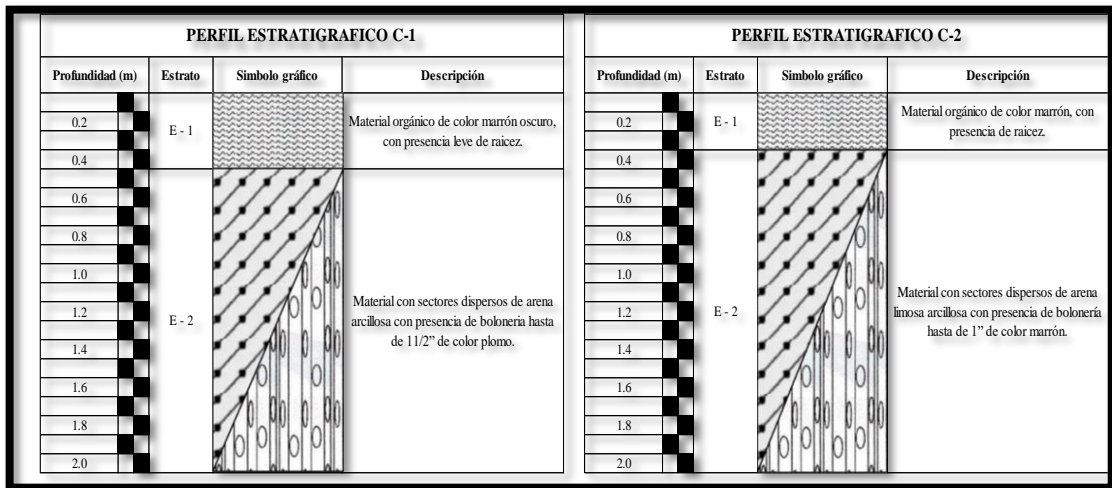 PERFIL ESTRATIGRAFICO C-1
Profundidad (m) Estrato Simbolo gráfico Descripción
0.2
0.4
0.6
0.8
1.0
1.2
1.4
1.6
1.8
2.0
E - 1
Material orgánico de color marrón oscuro,
con presencia leve de raicez.
E - 2
Material con sectores dispersos de arena
arcillosa con presencia de boloneria hasta
de 11/2” de color plomo.
PERFIL ESTRATIGRAFICO C-2
Profundidad (m) Estrato Simbolo gráfico Descripción
0.2
0.4
0.6
0.8
1.0
1.2
1.4
1.6
1.8
2.0
E - 1
Material orgánico de color marrón, con
presencia de raicez.
E - 2
Material con sectores dispersos de arena
limosa arcillosa con presencia de bolonería
hasta de 1” de color marrón.